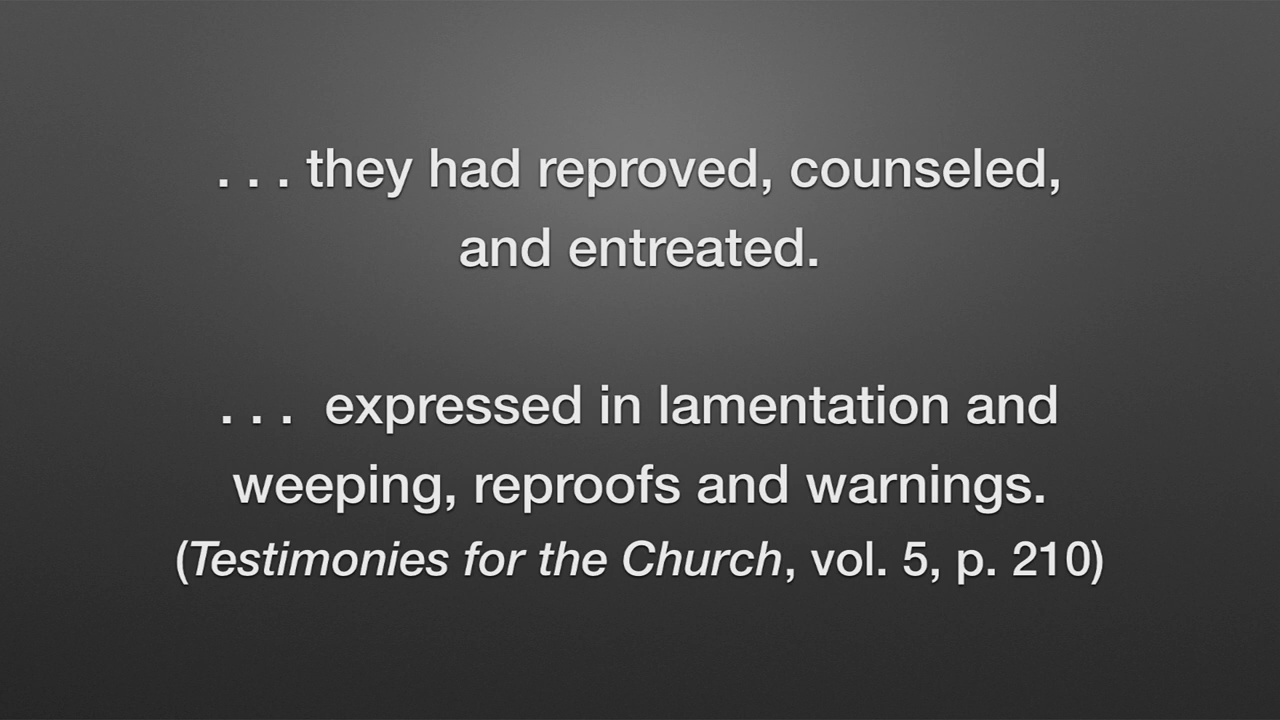 . . . they had reproved, counseled,
and entreated.
. . .  expressed in lamentation and
weeping, reproofs and warnings.
(Testimonies for the Church, vol. 5, p. 210)